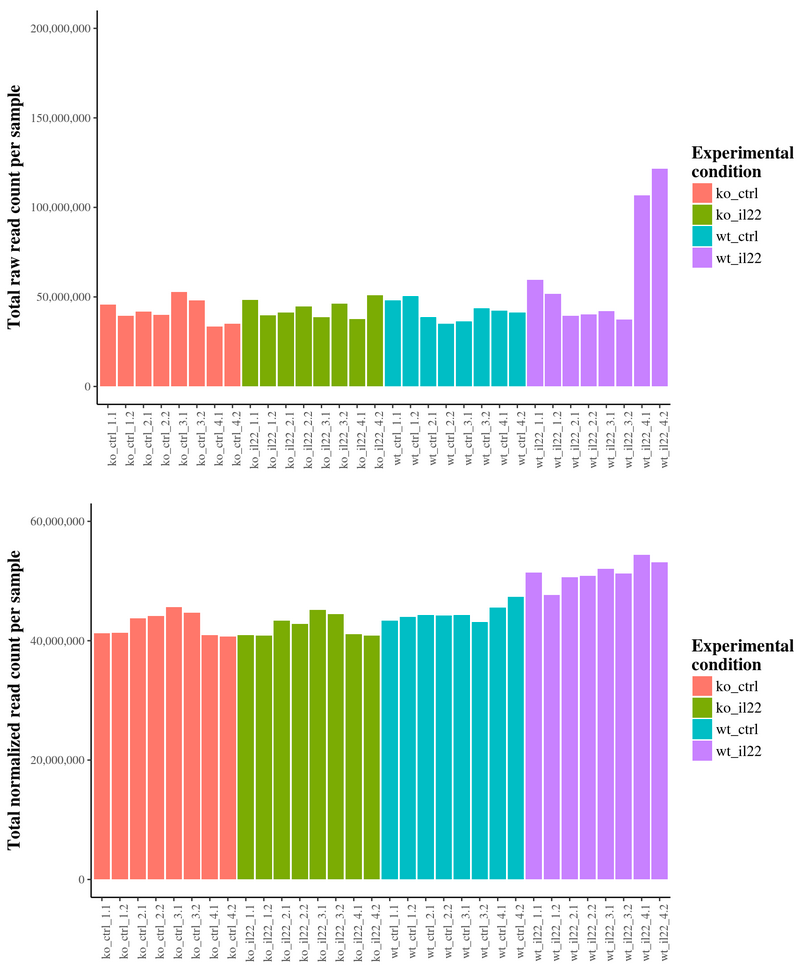 Total raw read count per sample
200,000,000
150,000,000
100,000,000
50,000,000
0
ko_ctrl_1.1
ko_ctrl_1.2
ko_ctrl_2.1
ko_ctrl_2.2
ko_ctrl_3.1
ko_ctrl_3.2
ko_ctrl_4.1
ko_ctrl_4.2
ko_il22_1.1
ko_il22_1.2
ko_il22_2.1
ko_il22_2.2
ko_il22_3.1
ko_il22_3.2
ko_il22_4.1
ko_il22_4.2
wt_ctrl_1.1
wt_ctrl_1.2
wt_ctrl_2.1
wt_ctrl_2.2
wt_ctrl_3.1
wt_ctrl_3.2
wt_ctrl_4.1
wt_ctrl_4.2
wt_il22_1.1
wt_il22_1.2
wt_il22_2.1
wt_il22_2.2
wt_il22_3.1
wt_il22_3.2
wt_il22_4.1
wt_il22_4.2
Experimental
condition
ko_ctrl
ko_il22
wt_ctrl
wt_il22
Total normalized read count per sample
60,000,000
40,000,000
20,000,000
0
ko_ctrl_1.1
ko_ctrl_1.2
ko_ctrl_2.1
ko_ctrl_2.2
ko_ctrl_3.1
ko_ctrl_3.2
ko_ctrl_4.1
ko_ctrl_4.2
ko_il22_1.1
ko_il22_1.2
ko_il22_2.1
ko_il22_2.2
ko_il22_3.1
ko_il22_3.2
ko_il22_4.1
ko_il22_4.2
wt_ctrl_1.1
wt_ctrl_1.2
wt_ctrl_2.1
wt_ctrl_2.2
wt_ctrl_3.1
wt_ctrl_3.2
wt_ctrl_4.1
wt_ctrl_4.2
wt_il22_1.1
wt_il22_1.2
wt_il22_2.1
wt_il22_2.2
wt_il22_3.1
wt_il22_3.2
wt_il22_4.1
wt_il22_4.2
Experimental
condition
ko_ctrl
ko_il22
wt_ctrl
wt_il22